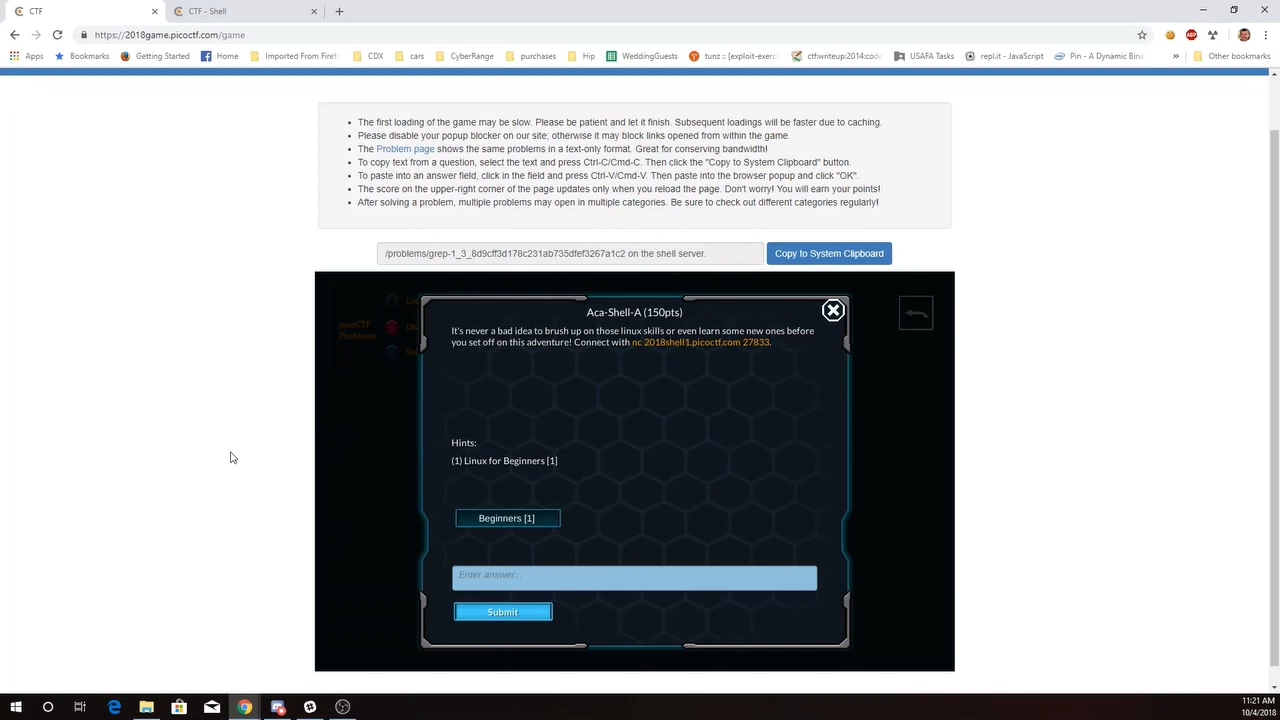 CTF
CTF - Shell
https://2018game.picoctf.com/game
Apps
Bookmarks
Getting Started
Home
Imported From Firef
CDX
cars
CyberRange
purchases
Hip
WeddingGuests
tunz :: [exploit-exerc
ctfwriteup:2014:code
USAFA Tasks
repl.it - JavaScript
Pin - A Dynamic Bina
»
Other bookmarks
• The first loading of the game may be slow. Please be patient and let it finish. Subsequent loadings will be faster due to caching.
• Please disable your popup blocker on our site; otherwise it may block links opened from within the game.
• The Problem page shows the same problems in a text-only format. Great for conserving bandwidth!
• To copy text from a question, select the text and press Ctrl-C/Cmd-C. Then click the "Copy to System Clipboard" button.
• To paste into an answer field, click in the field and press Ctrl-V/Cmd-V. Then paste into the browser popup and click "OK".
• The score on the upper-right corner of the page updates only when you reload the page. Don't worry! You will earn your points!
• After solving a problem, multiple problems may open in multiple categories. Be sure to check out different categories regularly!
/problems/grep-1_3_8d9cff3d178c231ab735dfef3267a1c2 on the shell server.
Copy to System Clipboard
picoCTF
Problems
Aca-Shell-A (150pts)
It's never a bad idea to brush up on those linux skills or even learn some new ones before
you set off on this adventure! Connect with nc 2018shell1.picoctf.com 27833.
Hints:
(1) Linux for Beginners [1]
Beginners [1]
Enter answer...
Submit
11:21 AM
10/4/2018